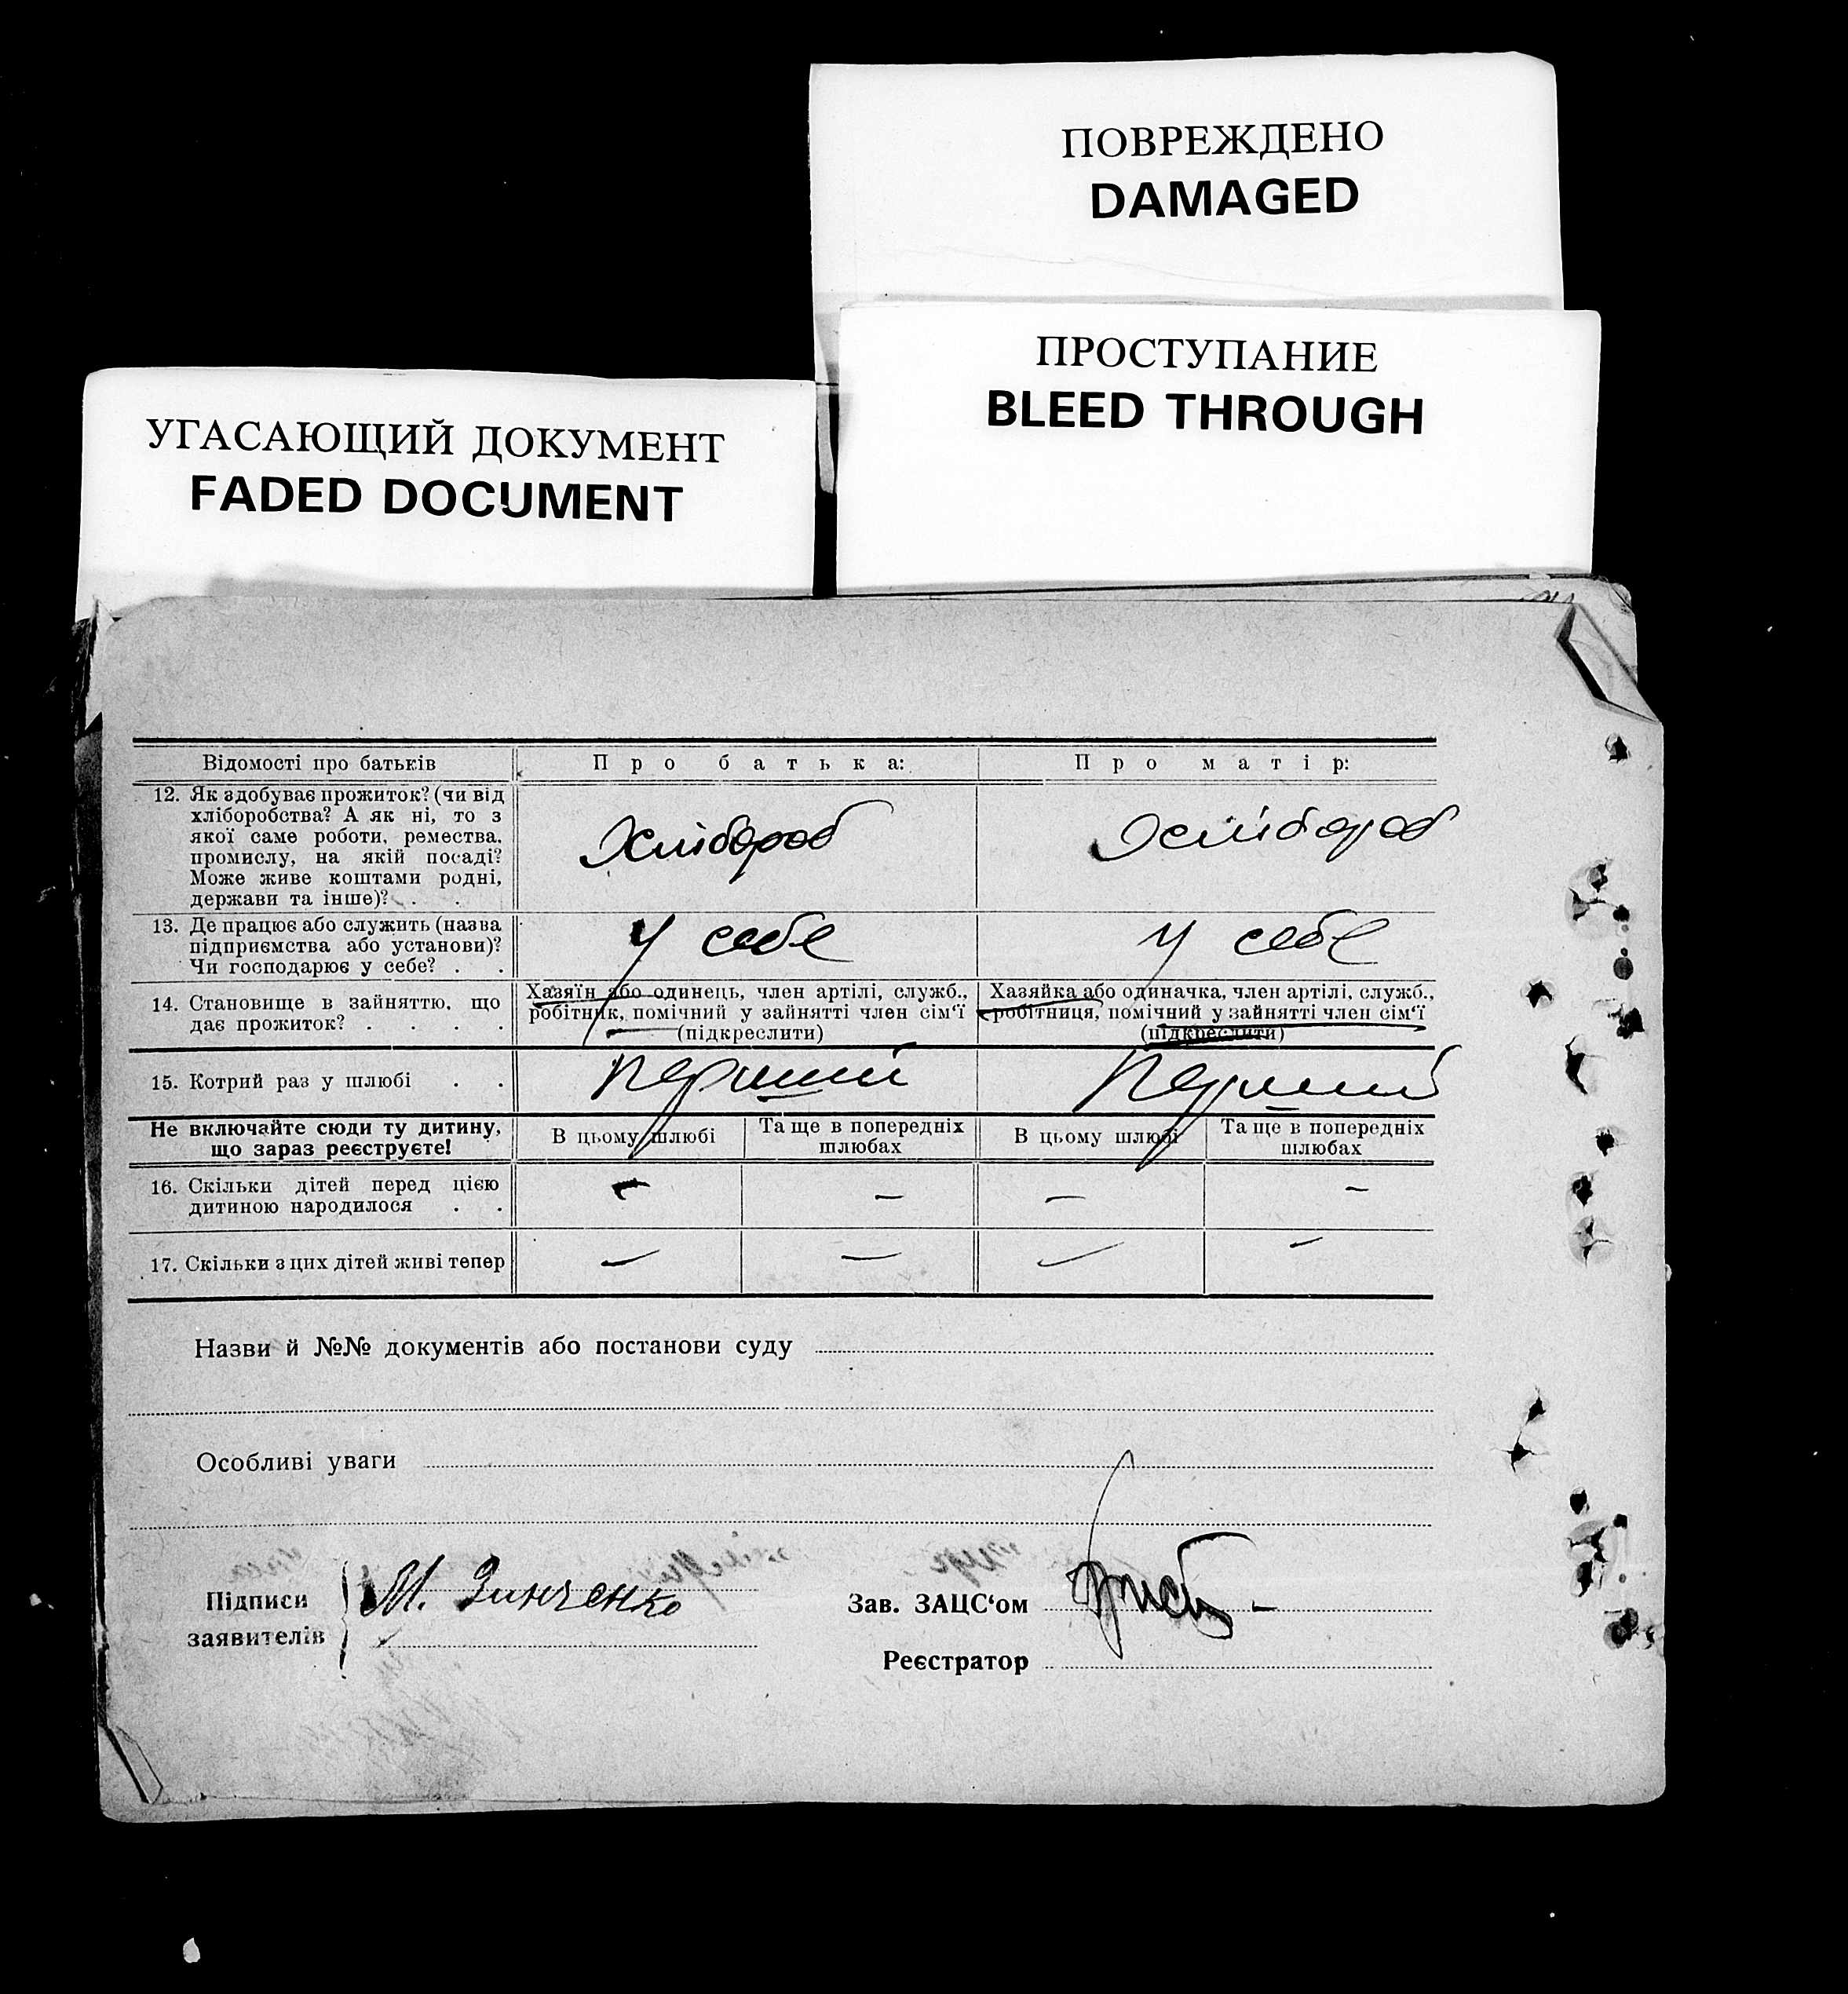 ПОВРЕЖДЕНО
DAMAGED
ПРОСТУПАНИЕ
BLEED THROUGH
УГАСАЮЩИЙ ДОКУМЕНТ
FADED DOCUMENT
Відомості про батьків Про батька: Про матір:
12. Як здобуває прожиток? (чи від
хліборобства? А як ні, то з
якої саме роботи, ремества,
промислу, на якій посаді?
Може живе коштами родні,
держави та інше)? . .
Хлібороб Хлібороб
13. Де працює або служить (назва
підприємства або установи)?
Чи господарює у себе? . .
У себе У себе
14. Становище в зайняттю, що
дає прожиток? . . . .
Хазяїн або одинець, член артілі, служб.,
робітник, помічний у зайнятті член сім'ї
(підкреслити)
Хазяйка або одиначка, член артілі, служб.,
робітниця, помічний у зайнятті член сім'ї
(підкреслити)
15. Котрий раз у шлюбі . . Перший Перший
Не включайте сюди ту дитину,
що зараз реєструєте!
В цьому шлюбі
Та ще в попередніх
шлюбах
В цьому шлюбі
Та ще в попередніх
шлюбах
16. Скільки дітей перед цією
дитиною народилося . .
— — — —
17. Скільки з цих дітей живі тепер — — — —
Назви й №№ документів або постанови суду
Особливі уваги
Підписи
заявителів
М. Зинченко
Зав. ЗАЦС'ом
Реєстратор